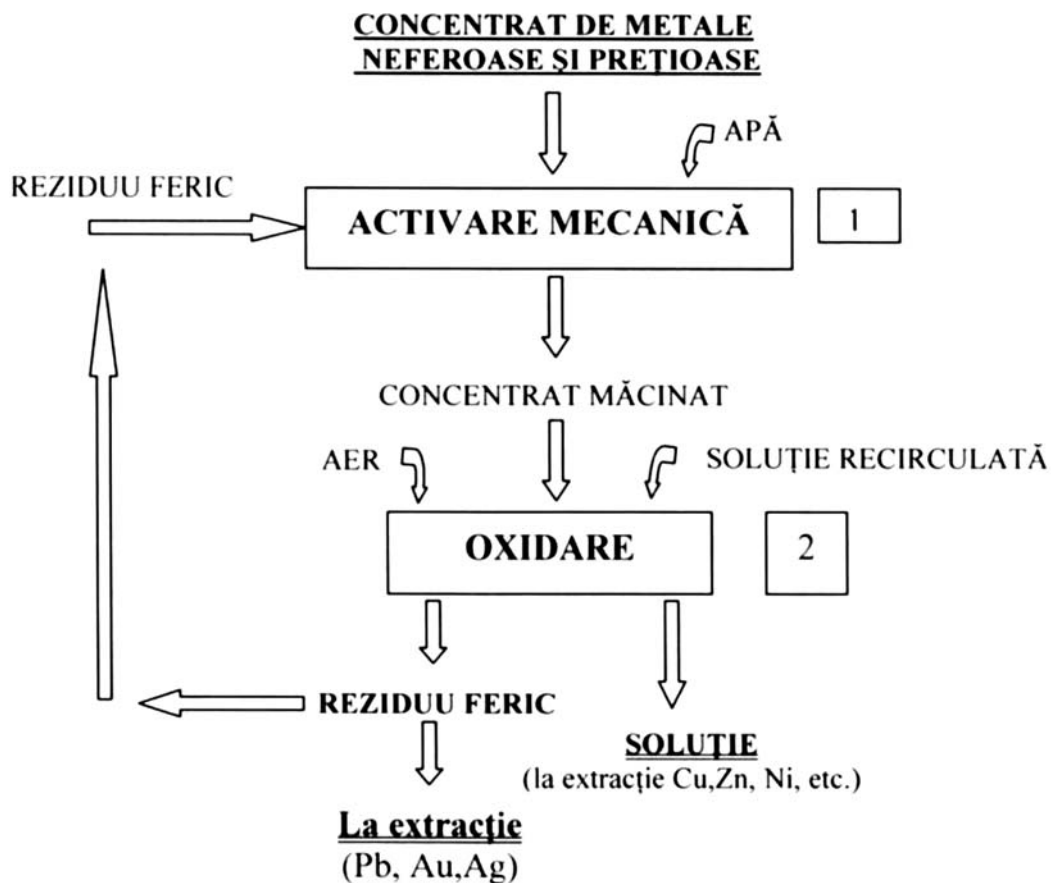 CONCENTRAT DE METALE
NEFEROASE ŞI PREŢIOASE
APĂ
REZIDUU FERIC
ACTIVARE MECANICĂ
1
CONCENTRAT MĂCINAT
AER
SOLUŢIE RECIRCULATĂ
OXIDARE
2
REZIDUU FERIC
SOLUŢIE
(la extracţie Cu,Zn, Ni, etc.)
La extracţie
(Pb, Au,Ag)